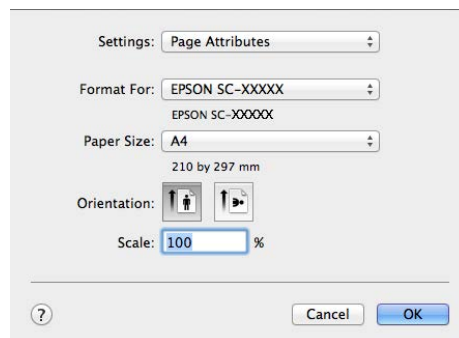 Settings: Page Attributes
Format For: EPSON SC-XXXXX
EPSON SC-XXXXX
Paper Size: A4
210 by 297 mm
Orientation:
Scale: 100 %
? Cancel OK